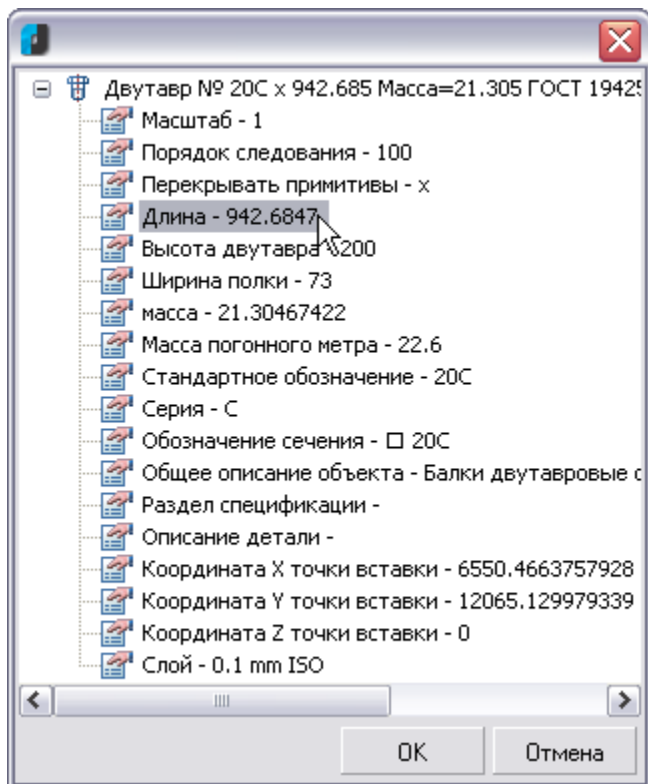 Двутавр № 20С x 942.685 Масса=21.305 ГОСТ 19425
Масштаб - 1
Порядок следования - 100
Перекрывать примитивы - x
Длина - 942.6847
Высота двутавра - 200
Ширина полки - 73
масса - 21.30467422
Масса погонного метра - 22.6
Стандартное обозначение - 20С
Серия - С
Обозначение сечения - □ 20С
Общее описание объекта - Балки двутавровые с
Раздел спецификации -
Описание детали -
Координата X точки вставки - 6550.4663757928
Координата Y точки вставки - 12065.129979339
Координата Z точки вставки - 0
Слой - 0.1 mm ISO
OK Отмена